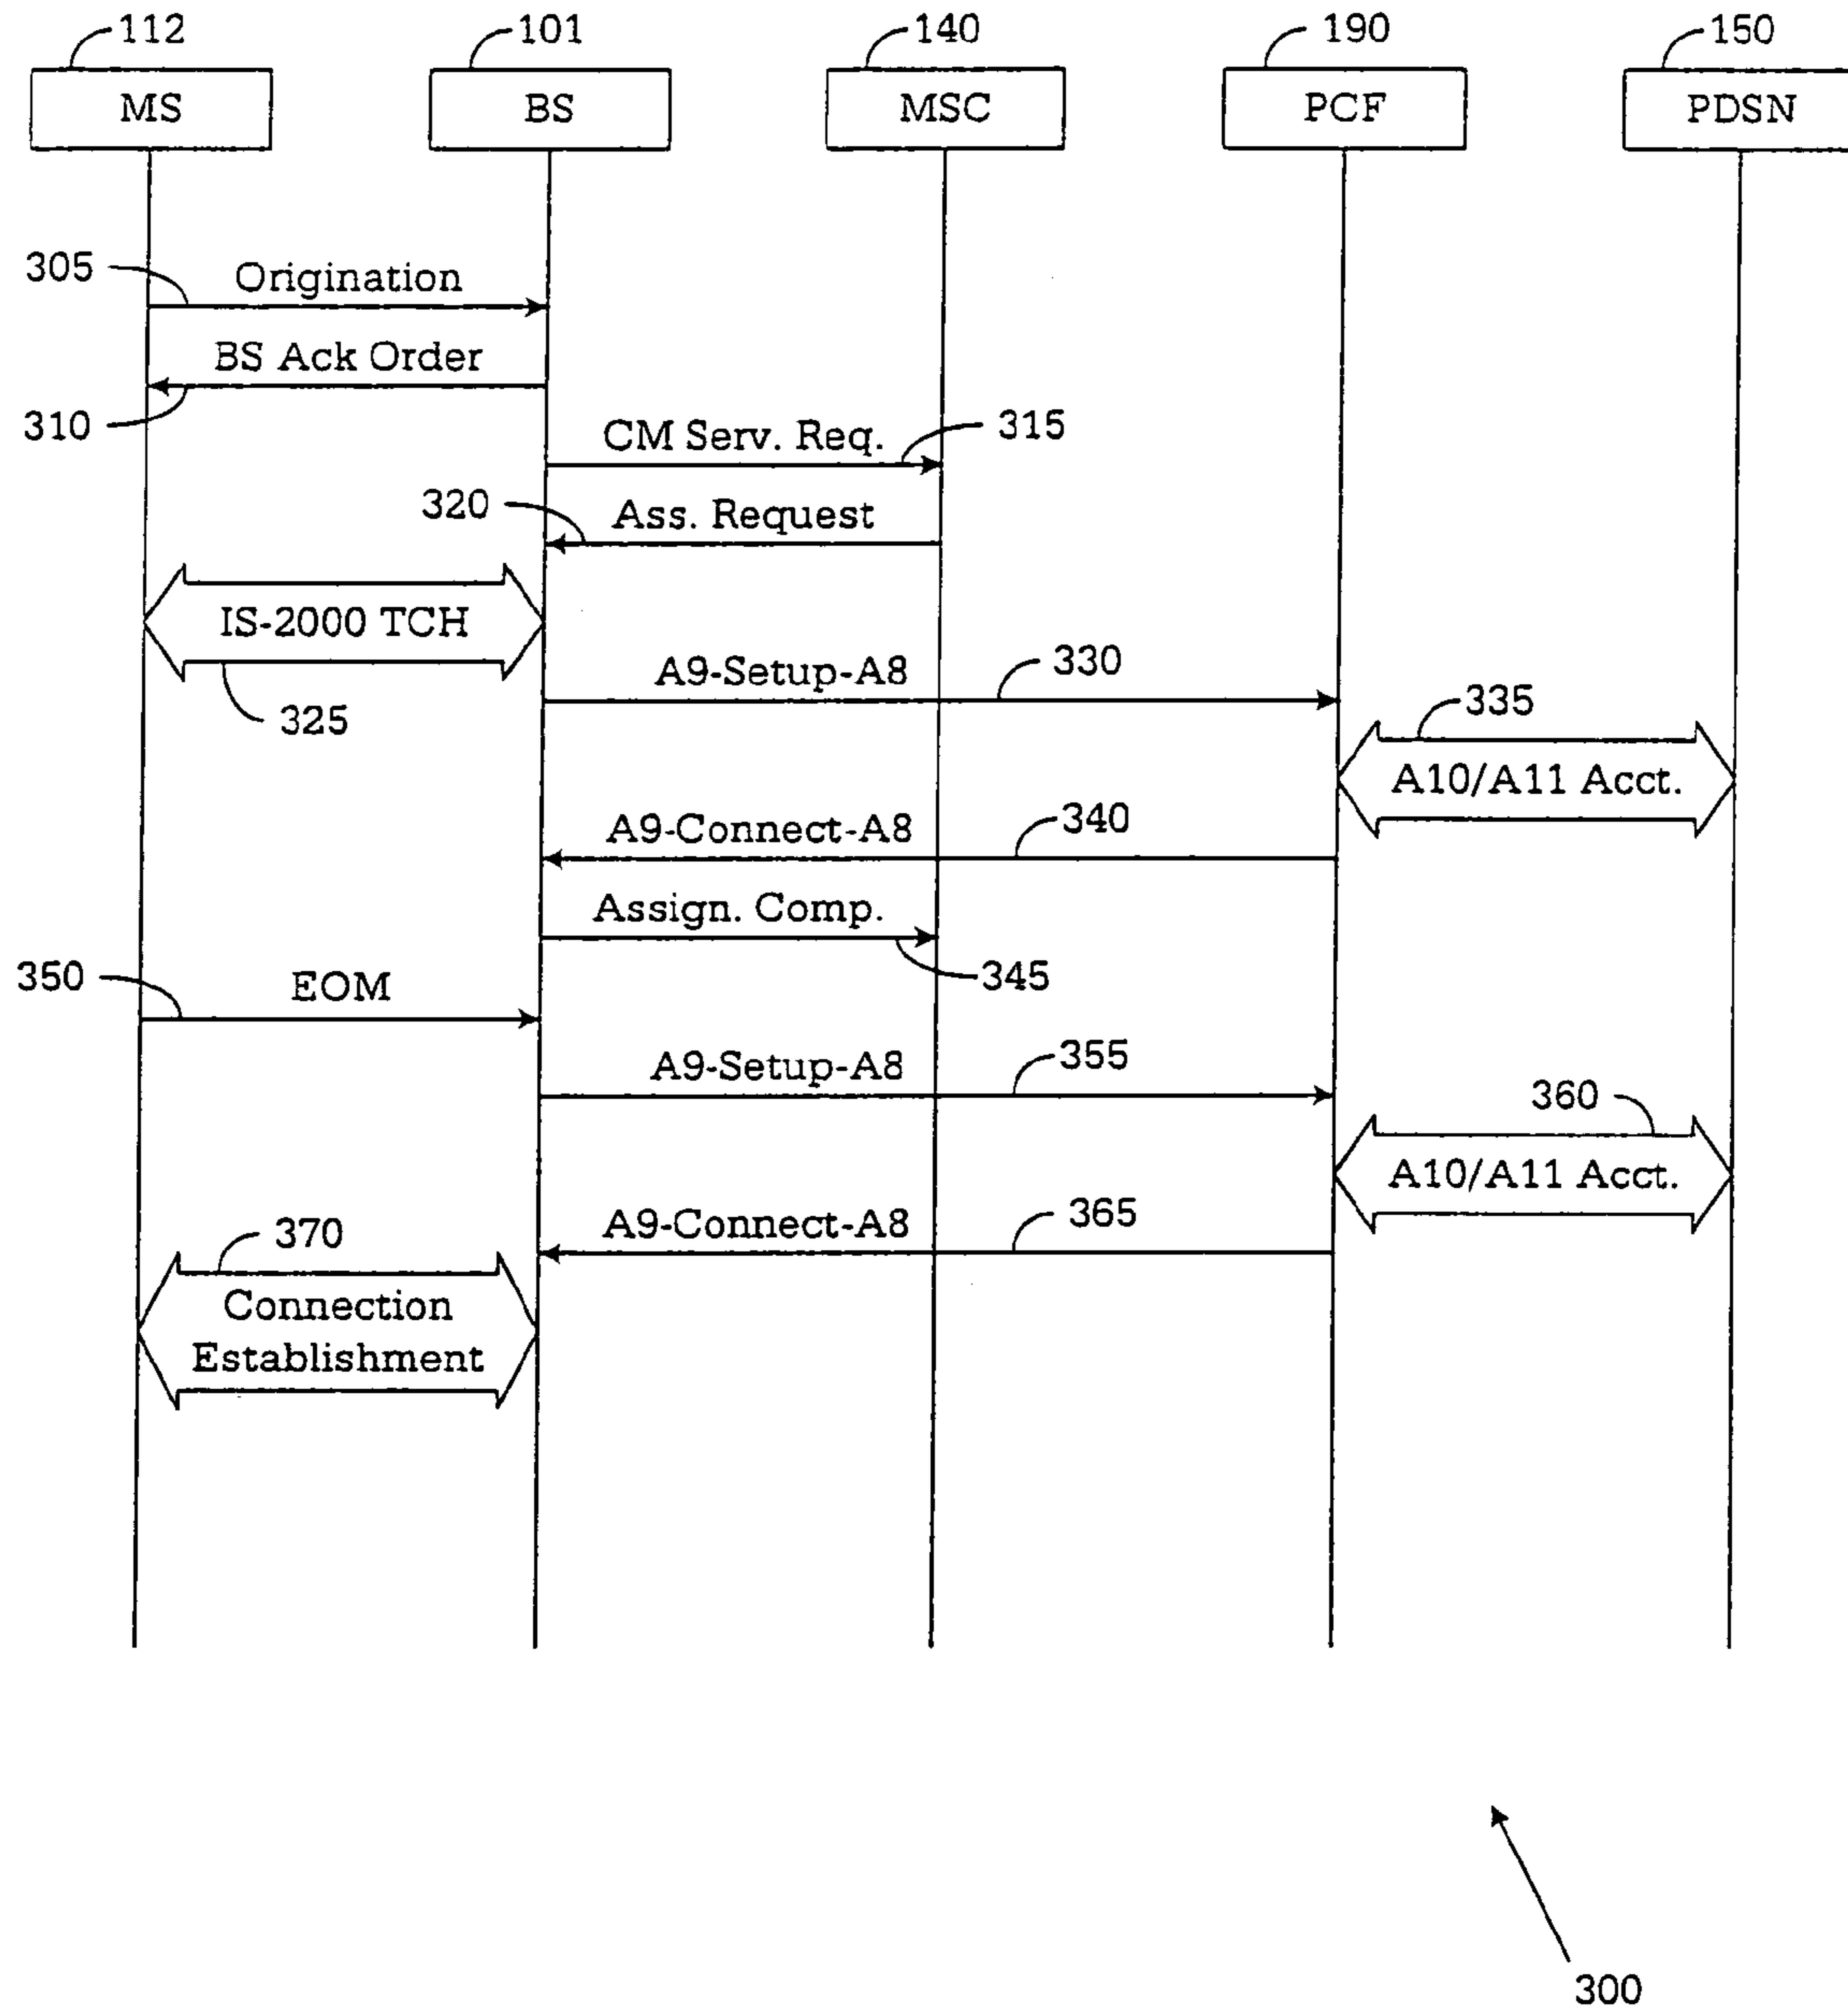 112 101 140 190 150
MS BS MSC PCF PDSN
305 Origination
BS Ack Order
310
CM Serv. Req. 315
320 Ass. Request
IS-2000 TCH
325
A9-Setup-A8 330
335
A10/A11 Acct.
A9-Connect-A8 340
Assign. Comp.
345
350 EOM
A9-Setup-A8 355
360
A10/A11 Acct.
A9-Connect-A8 365
370
Connection
Establishment
300